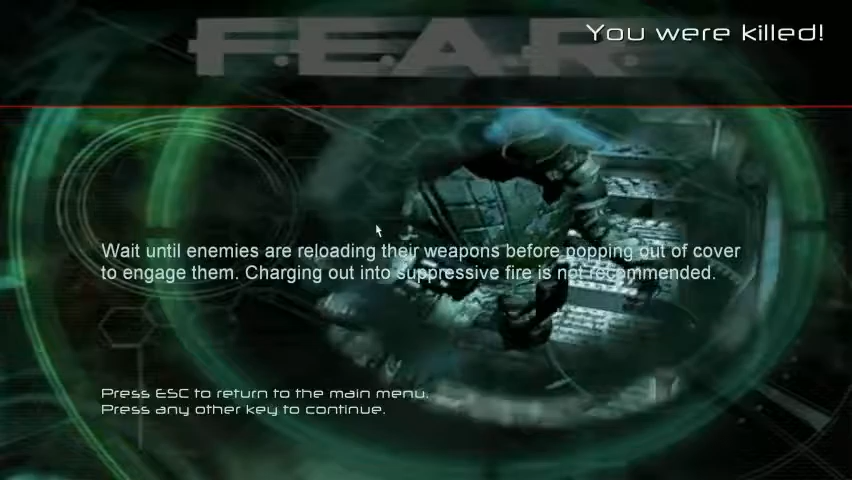 F.E.A.R.
You were killed!
Wait until enemies are reloading their weapons before popping out of cover
to engage them. Charging out into suppressive fire is not recommended.
Press ESC to return to the main menu.
Press any other key to continue.